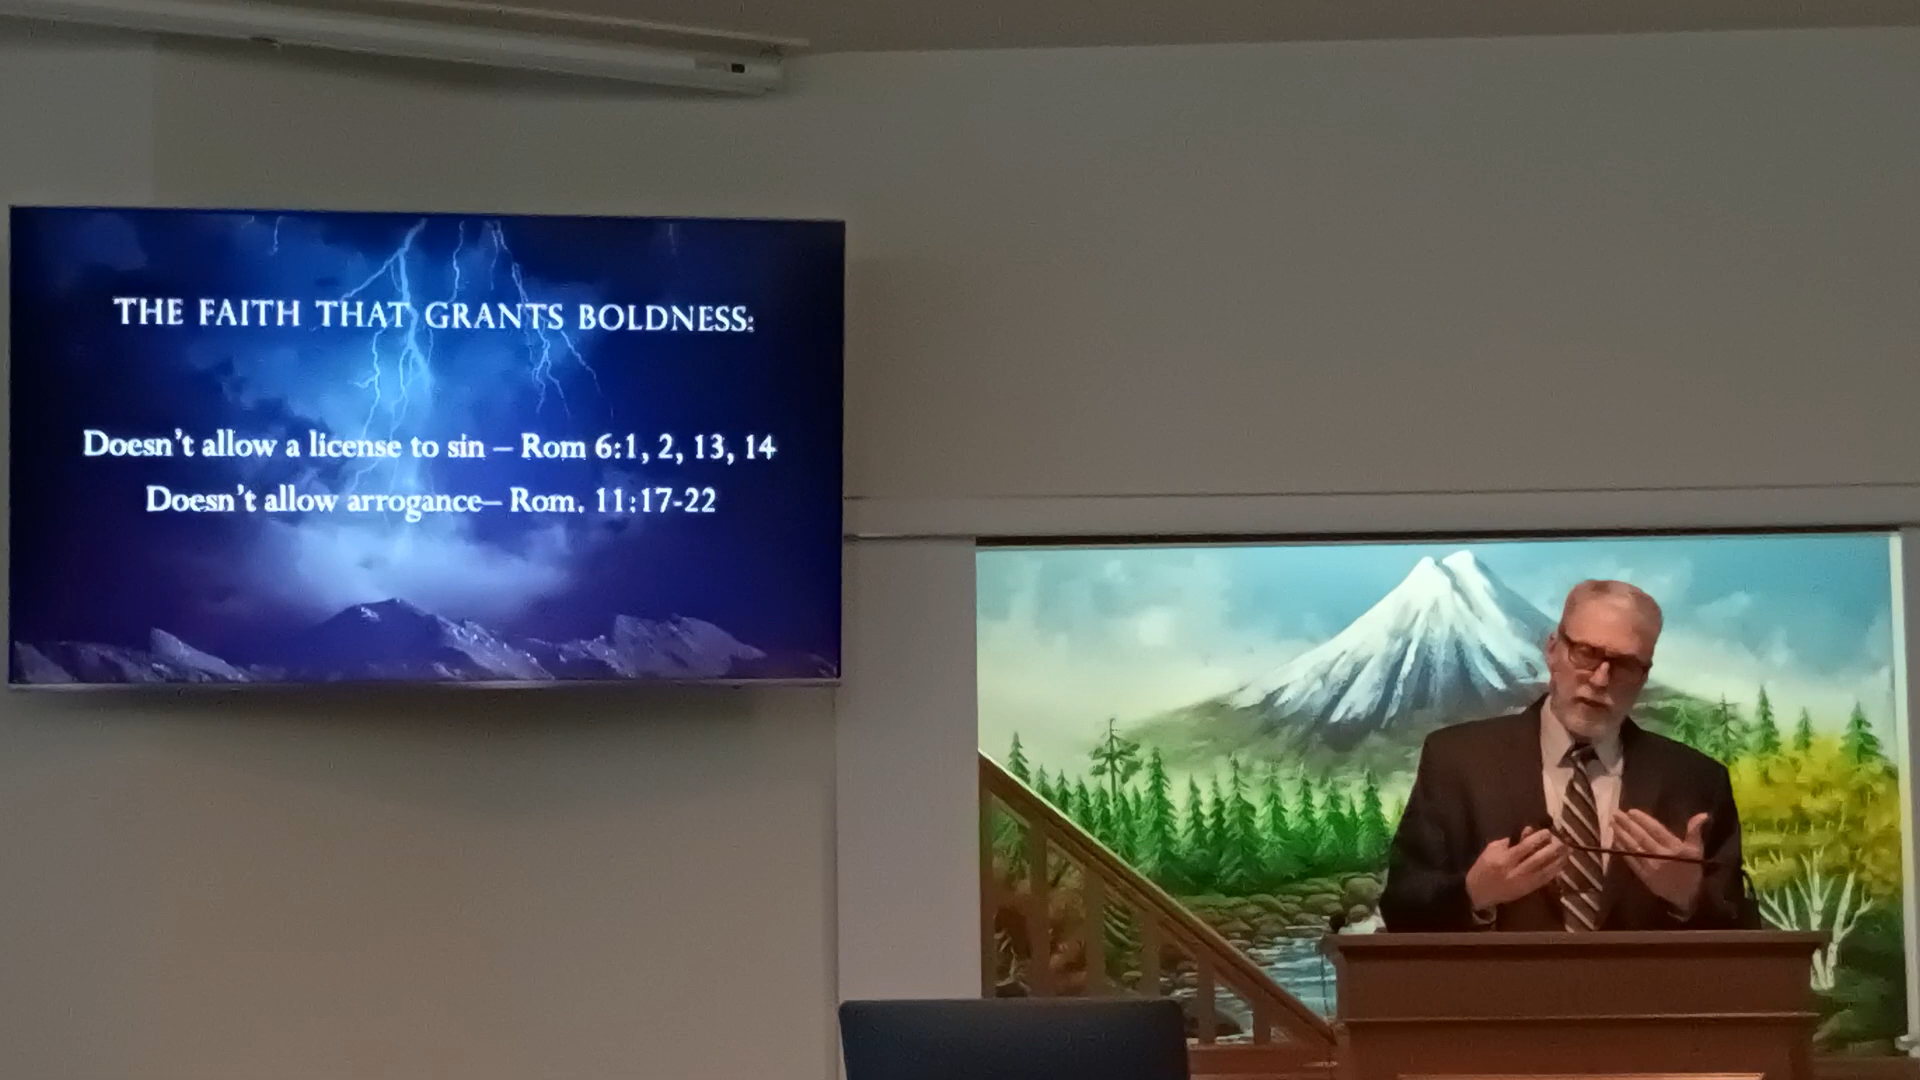 THE FAITH THAT GRANTS BOLDNESS:
Doesn't allow a license to sin – Rom 6:1, 2, 13, 14
Doesn't allow arrogance– Rom. 11:17-22